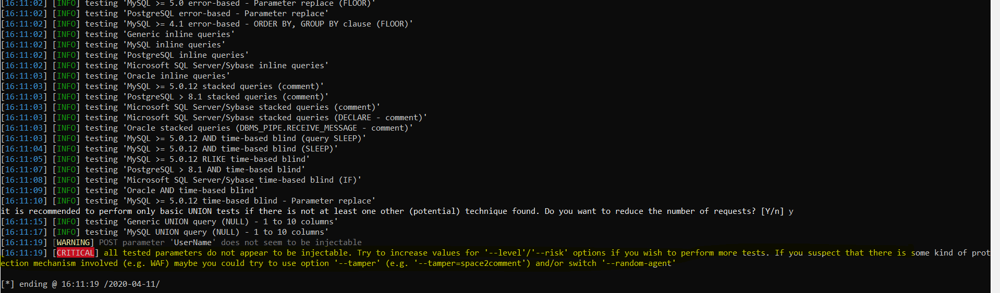 [16:11:02] [INFO] testing 'MySQL >= 5.0 error-based - Parameter replace (FLOOR)'
[16:11:02] [INFO] testing 'PostgreSQL error-based - Parameter replace'
[16:11:02] [INFO] testing 'MySQL >= 4.1 error-based - ORDER BY, GROUP BY clause (FLOOR)'
[16:11:02] [INFO] testing 'Generic inline queries'
[16:11:02] [INFO] testing 'MySQL inline queries'
[16:11:02] [INFO] testing 'PostgreSQL inline queries'
[16:11:02] [INFO] testing 'Microsoft SQL Server/Sybase inline queries'
[16:11:03] [INFO] testing 'Oracle inline queries'
[16:11:03] [INFO] testing 'MySQL >= 5.0.12 stacked queries (comment)'
[16:11:03] [INFO] testing 'PostgreSQL > 8.1 stacked queries (comment)'
[16:11:03] [INFO] testing 'Microsoft SQL Server/Sybase stacked queries (comment)'
[16:11:03] [INFO] testing 'Microsoft SQL Server/Sybase stacked queries (DECLARE - comment)'
[16:11:03] [INFO] testing 'Oracle stacked queries (DBMS_PIPE.RECEIVE_MESSAGE - comment)'
[16:11:03] [INFO] testing 'MySQL >= 5.0.12 AND time-based blind (query SLEEP)'
[16:11:04] [INFO] testing 'MySQL >= 5.0.12 AND time-based blind (SLEEP)'
[16:11:05] [INFO] testing 'MySQL >= 5.0.12 RLIKE time-based blind'
[16:11:07] [INFO] testing 'PostgreSQL > 8.1 AND time-based blind'
[16:11:08] [INFO] testing 'Microsoft SQL Server/Sybase time-based blind (IF)'
[16:11:09] [INFO] testing 'Oracle AND time-based blind'
[16:11:10] [INFO] testing 'MySQL >= 5.0.12 time-based blind - Parameter replace'
it is recommended to perform only basic UNION tests if there is not at least one other (potential) technique found. Do you want to reduce the number of requests? [Y/n] y
[16:11:15] [INFO] testing 'Generic UNION query (NULL) - 1 to 10 columns'
[16:11:17] [INFO] testing 'MySQL UNION query (NULL) - 1 to 10 columns'
[16:11:19] [WARNING] POST parameter 'UserName' does not seem to be injectable
[16:11:19] [CRITICAL] all tested parameters do not appear to be injectable. Try to increase values for '--level'/'--risk' options if you wish to perform more tests. If you suspect that there is some kind of prot
ection mechanism involved (e.g. WAF) maybe you could try to use option '--tamper' (e.g. '--tamper=space2comment') and/or switch '--random-agent'
[*] ending @ 16:11:19 /2020-04-11/